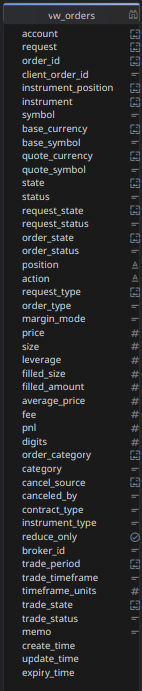 vw_orders
account
request
order_id
client_order_id
instrument_position
instrument
symbol
base_currency
base_symbol
quote_currency
quote_symbol
state
status
request_state
request_status
order_state
order_status
position
action
request_type
order_type
margin_mode
price
size
leverage
filled_size
filled_amount
average_price
fee
pnl
digits
order_category
category
cancel_source
canceled_by
contract_type
instrument_type
reduce_only
broker_id
trade_period
trade_timeframe
timeframe_units
trade_state
trade_status
memo
create_time
update_time
expiry_time